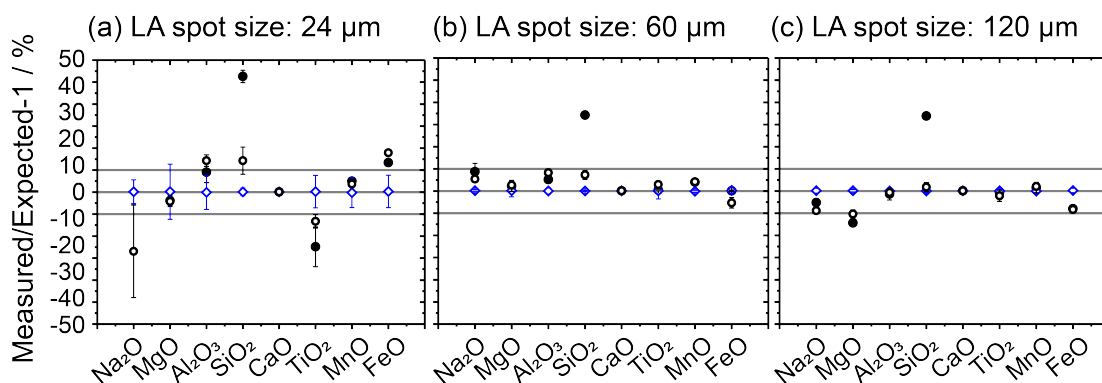 (a) LA spot size: 24 µm
(b) LA spot size: 60 µm
(c) LA spot size: 120 µm
Measured/Expected-1 / %
50
40
30
20
10
0
-10
-20
-30
-40
-50
Na₂O
MgO
Al₂O₃
SiO₂
CaO
TiO₂
MnO
FeO
Na₂O
MgO
Al₂O₃
SiO₂
CaO
TiO₂
MnO
FeO
Na₂O
MgO
Al₂O₃
SiO₂
CaO
TiO₂
MnO
FeO